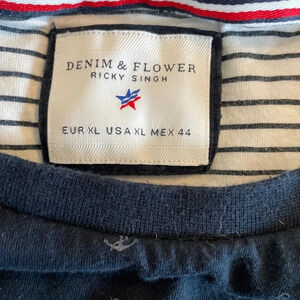 DENIM & FLOWER
RICKY SINGH
EUR XL USA XL MEX 44